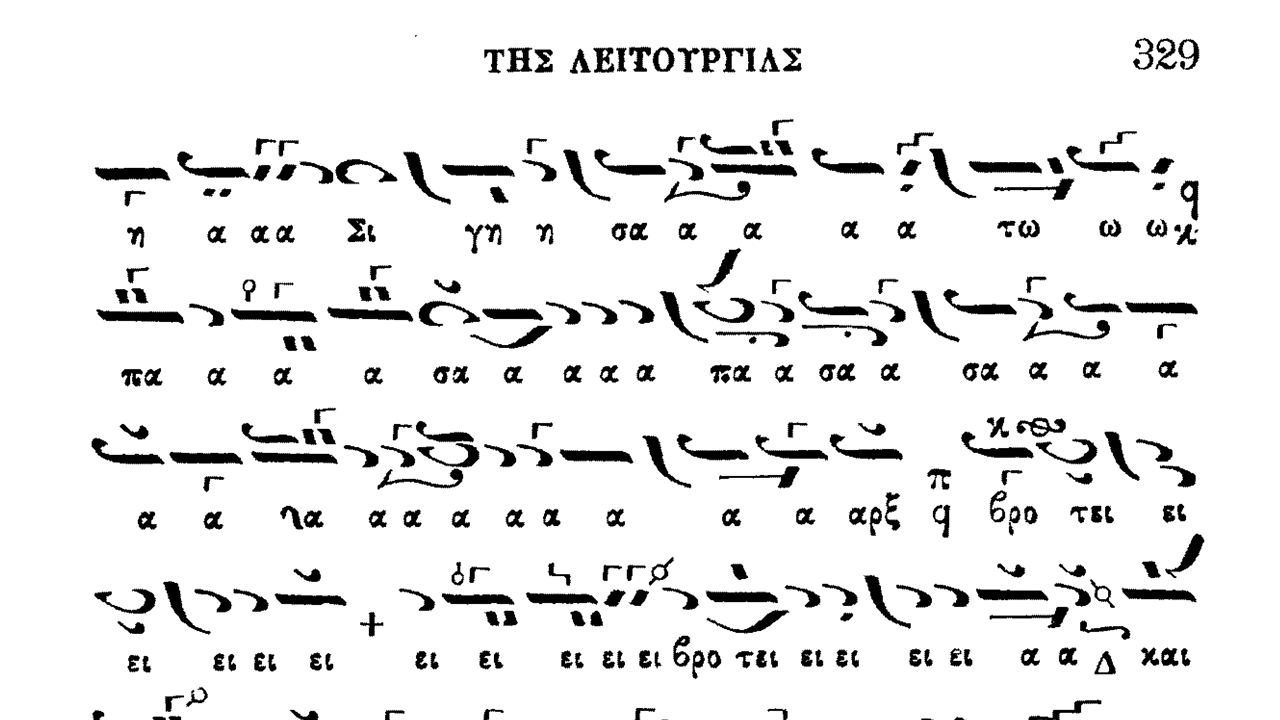 ΤΗΣ ΛΕΙΤΟΥΡΓΙΑΣ 329
η α α α Σι γη η σα α α α α τω ω ω
πα α α α σα α α α α πα α σα α σα α α α
α α πα α α α α α α α α αρξ π βρο τει ει
ει ει ει ει ει ει ει ει ει βρο τει ει ει ει ει α α Δ και